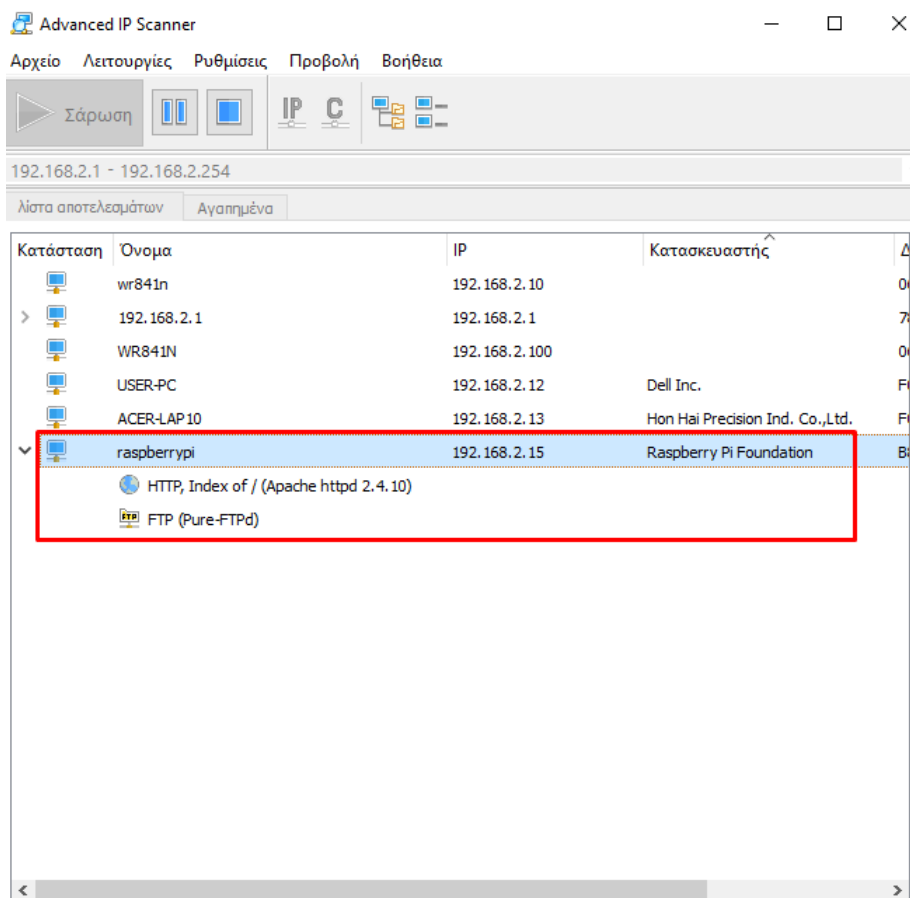 Advanced IP Scanner
Αρχείο Λειτουργίες Ρυθμίσεις Προβολή Βοήθεια
Σάρωση IP C
192.168.2.1 - 192.168.2.254
λίστα αποτελεσμάτων Αγαπημένα
Κατάσταση Όνομα IP Κατασκευαστής
wr841n 192.168.2.10
192.168.2.1 192.168.2.1
WR841N 192.168.2.100
USER-PC 192.168.2.12 Dell Inc.
ACER-LAP10 192.168.2.13 Hon Hai Precision Ind. Co.,Ltd.
raspberrypi 192.168.2.15 Raspberry Pi Foundation
HTTP, Index of / (Apache httpd 2.4.10)
FTP FTP (Pure-FTPd)